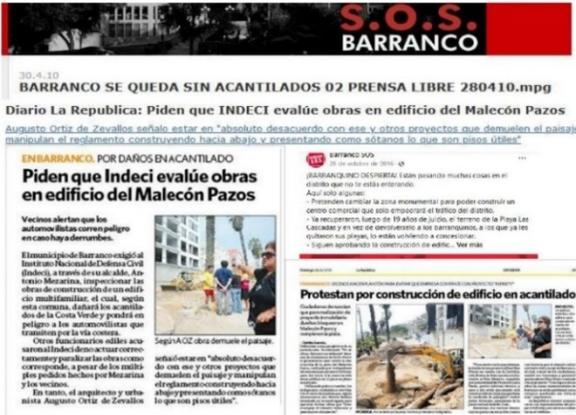 S.O.S.
BARRANCO
30.4.10
BARRANCO SE QUEDA SIN ACANTILADOS 02 PRENSA LIBRE 280410.mpg
Diario La Republica: Piden que INDECI evalúe obras en edificio del Malecón Pazos
Augusto Ortiz de Zevallos señalo estar en "absoluto desacuerdo con ese y otros proyectos que demuelen el paisaj
manipulan el reglamento construyendo hacia abajo y presentando como sótanos lo que son pisos útiles"
EN BARRANCO. POR DAÑOS EN ACANTILADO
Piden que Indeci evalúe obras
en edificio del Malecón Pazos
Vecinos alertan que los
automovilistas corren peligro
en caso haya derrumbes.
El municipio de Barranco exigió al
Instituto Nacional de Defensa Civil
(Indeci), a través de su alcalde, An-
tonio Mezarina, inspeccionar las
obras de construcción de un edifi-
cio multifamiliar, el cual, según
esta comuna, dañará los acantila-
dos de la Costa Verde y pondrá en
peligro a los automovilistas que
transiten por la vía costera.
Otros funcionarios ediles acu-
saron al Indeci de no actuar correc-
tamente y paralizar las obras como
corresponde, a pesar de los múlti-
ples pedidos hechos por Mezarina
y los vecinos.
En tanto, el arquitecto y urba-
nista Augusto Ortiz de Zevallos
Según AOZ obra demuele el paisaje.
señaló estar en "absoluto desacuer-
do con ese y otros proyectos que
demuelen el paisaje y manipulan
el reglamento construyendo hacia
abajo y presentando como sótanos
lo que son pisos útiles".
Barranco SOS
de octubre de 2016
¡BARRANQUINO DESPIERTA! Están pasando muchas cosas en el
distrito que no te estás enterando.
Aquí solo algunas:
- Pretenden cambiar la zona monumental para poder construir un
centro comercial que solo empeorará el tráfico del distrito.
- Ya recuperaron, luego de 19 años de juicio, el terreno de la Playa Las
Cascadas y en vez de devolvérselo a los barranquinos, a los que ya les
quitaron sus playas, lo están volviendo a concesionar.
- Siguen aprobando la construcción de edific... Ver más
Protestan por construcción de edificio en acantilado